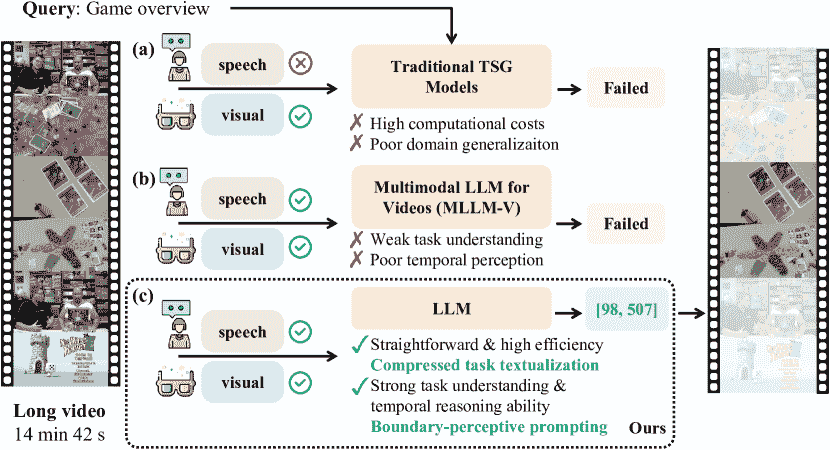 Query: Game overview
(a)
speech
visual
Traditional TSG
Models
Failed
✗ High computational costs
✗ Poor domain generalizaiton
(b)
speech
visual
Multimodal LLM for
Videos (MLLM-V)
Failed
✗ Weak task understanding
✗ Poor temporal perception
(c)
speech
visual
LLM
[98, 507]
✓ Straightforward & high efficiency
Compressed task textualization
✓ Strong task understanding &
temporal reasoning ability
Boundary-perceptive prompting
Ours
Long video
14 min 42 s